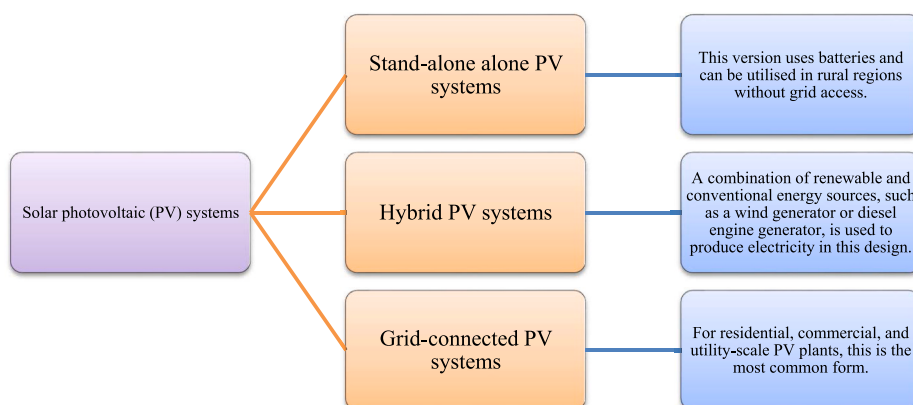 Solar photovoltaic (PV) systems
Stand-alone alone PV
systems
This version uses batteries and
can be utilised in rural regions
without grid access.
Hybrid PV systems
A combination of renewable and
conventional energy sources, such
as a wind generator or diesel
engine generator, is used to
produce electricity in this design.
Grid-connected PV
systems
For residential, commercial, and
utility-scale PV plants, this is the
most common form.